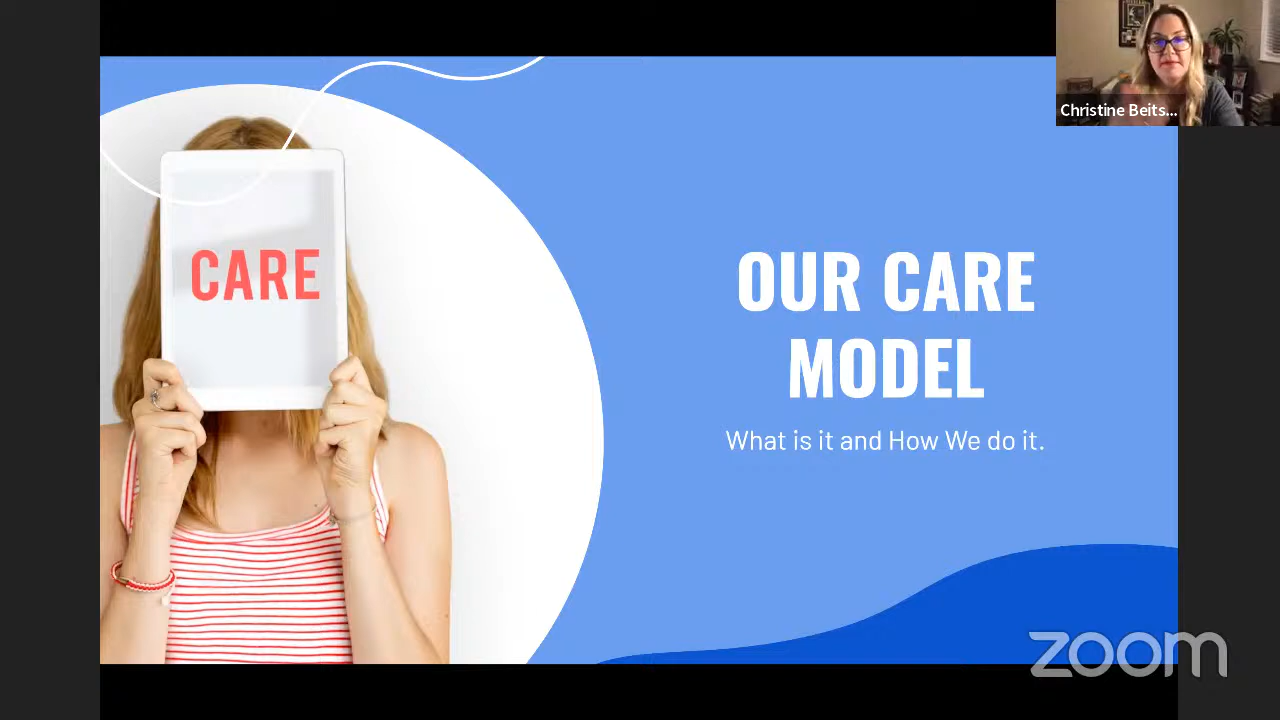 Christine Beits...
CARE
OUR CARE
MODEL
What is it and How We do it.
zoom